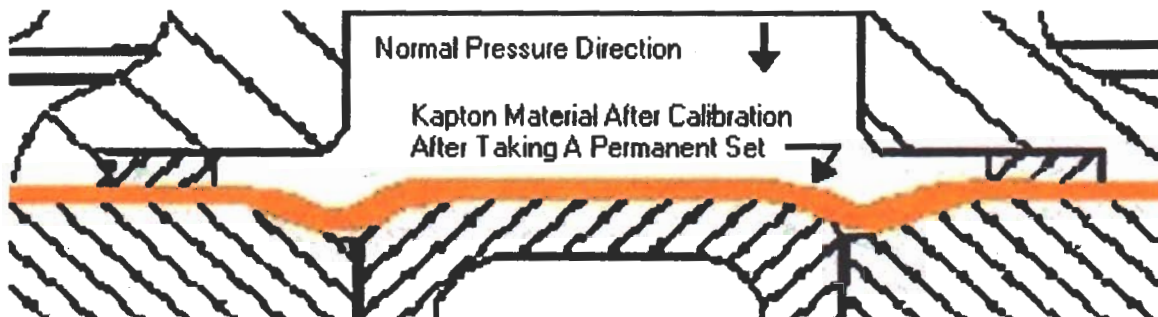 Normal Pressure Direction
Kapton Material After Calibration
After Taking A Permanent Set